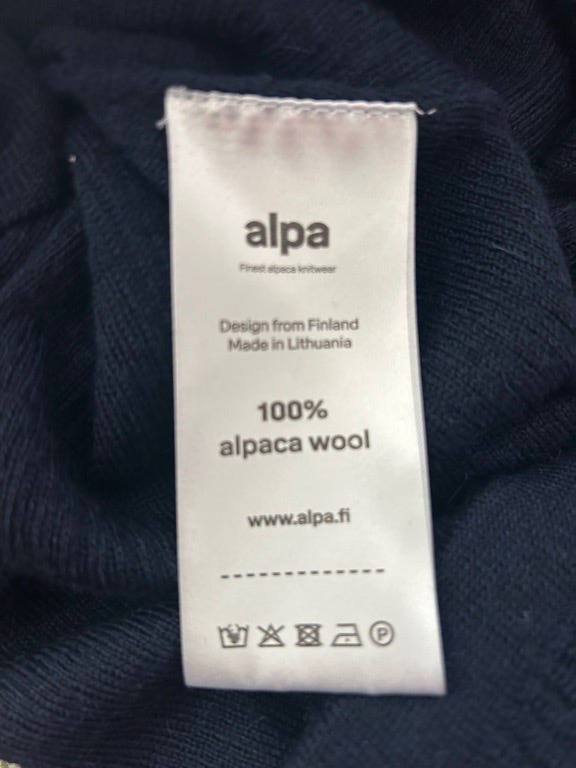 alpa
Finest alpaca knitwear
Design from Finland
Made in Lithuania
100%
alpaca wool
www.alpa.fi
P